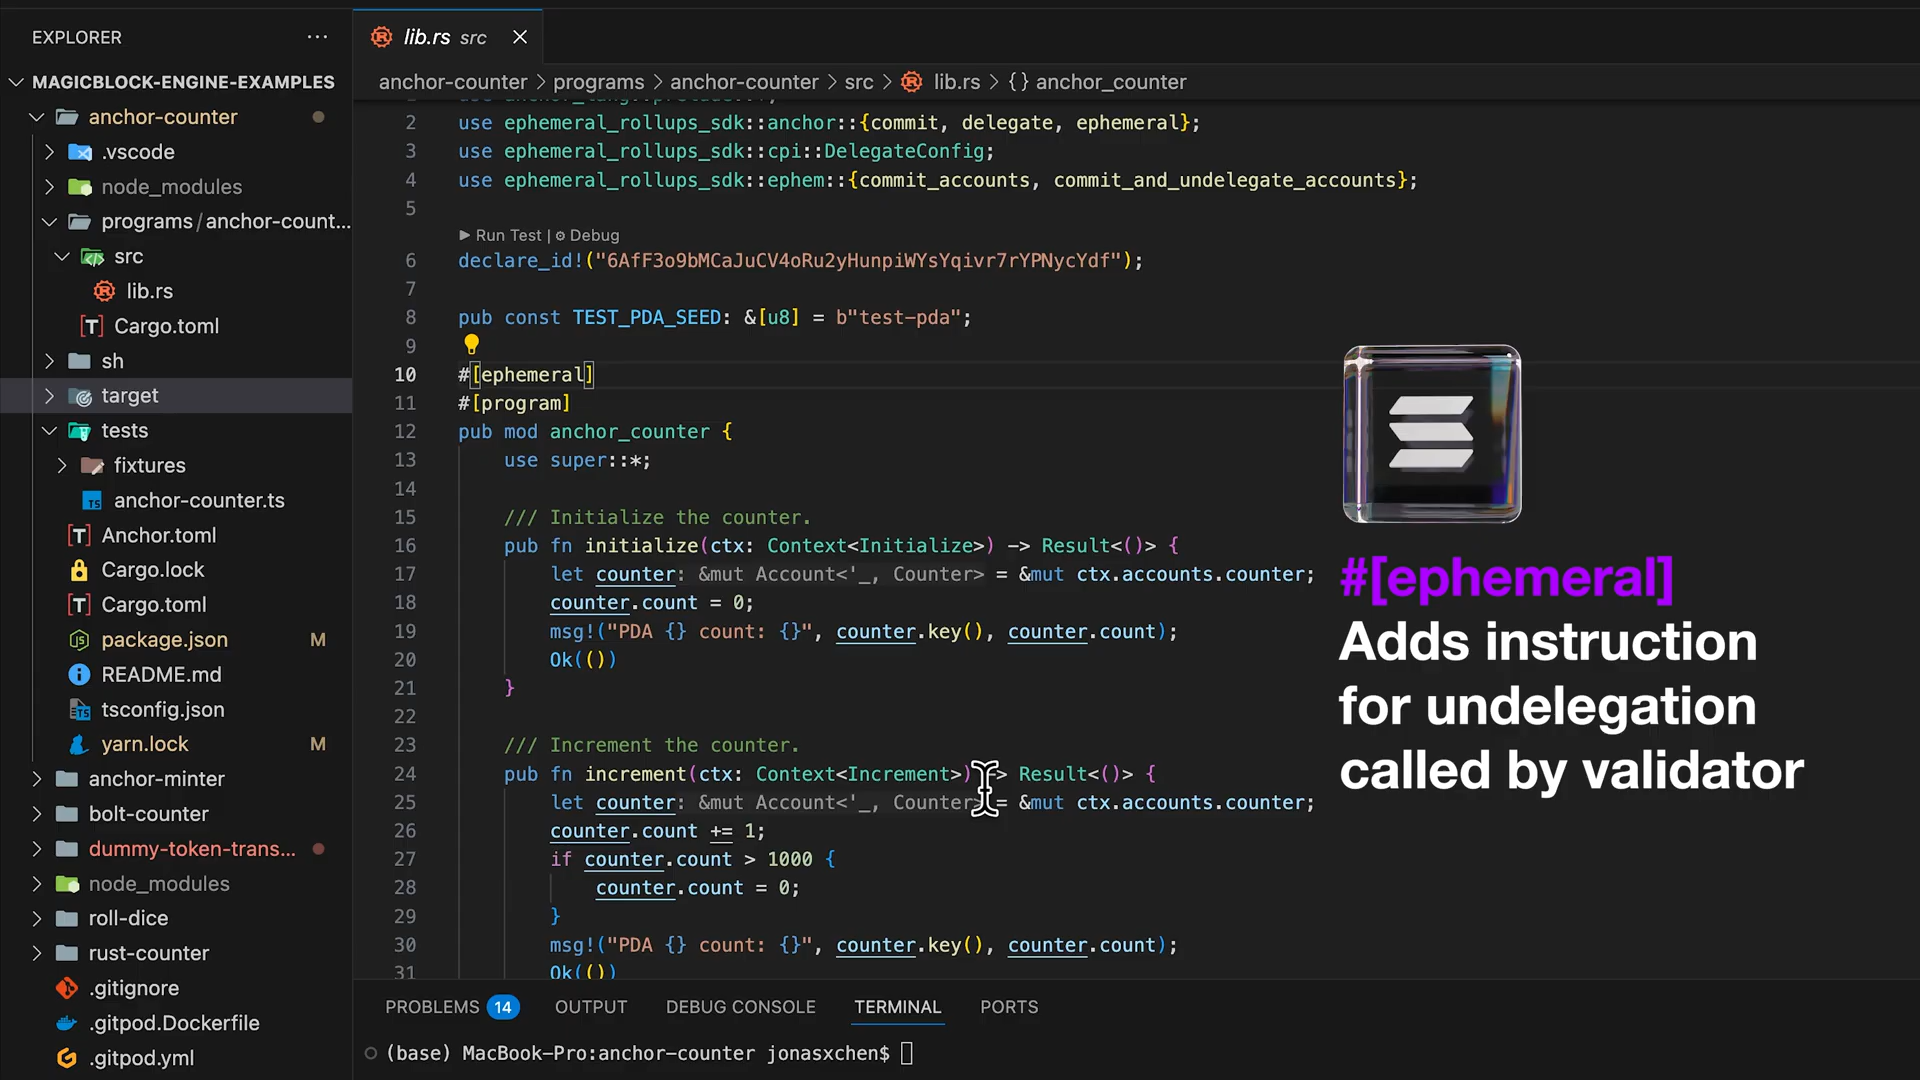 EXPLORER
MAGICBLOCK-ENGINE-EXAMPLES
anchor-counter
.vscode
node_modules
programs/anchor-count...
src
lib.rs
Cargo.toml
sh
target
tests
fixtures
anchor-counter.ts
Anchor.toml
Cargo.lock
Cargo.toml
package.json M
README.md
tsconfig.json
yarn.lock M
anchor-minter
bolt-counter
dummy-token-trans...
node_modules
roll-dice
rust-counter
.gitignore
.gitpod.Dockerfile
.gitpod.yml
lib.rs src
anchor-counter > programs > anchor-counter > src > lib.rs > {} anchor_counter
2 use ephemeral_rollups_sdk::anchor::{commit, delegate, ephemeral};
3 use ephemeral_rollups_sdk::cpi::DelegateConfig;
4 use ephemeral_rollups_sdk::ephem::{commit_accounts, commit_and_undelegate_accounts};
5
Run Test | Debug
6 declare_id!("6AfF3o9bMCaJuCV4oRu2yHunpiWYsYqivr7rYPNycYdf");
7
8 pub const TEST_PDA_SEED: &[u8] = b"test-pda";
9
10 #[ephemeral]
11 #[program]
12 pub mod anchor_counter {
13 use super::*;
14
15 /// Initialize the counter.
16 pub fn initialize(ctx: Context<Initialize>) -> Result<()> {
17 let counter: &mut Account<'_, Counter> = &mut ctx.accounts.counter;
18 counter.count = 0;
19 msg!("PDA {} count: {}", counter.key(), counter.count);
20 Ok(())
21 }
22
23 /// Increment the counter.
24 pub fn increment(ctx: Context<Increment>) -> Result<()> {
25 let counter: &mut Account<'_, Counter> = &mut ctx.accounts.counter;
26 counter.count += 1;
27 if counter.count > 1000 {
28 counter.count = 0;
29 }
30 msg!("PDA {} count: {}", counter.key(), counter.count);
31 Ok(())
#[ephemeral]
Adds instruction
for undelegation
called by validator
PROBLEMS 14 OUTPUT DEBUG CONSOLE TERMINAL PORTS
(base) MacBook-Pro:anchor-counter jonasxchen$